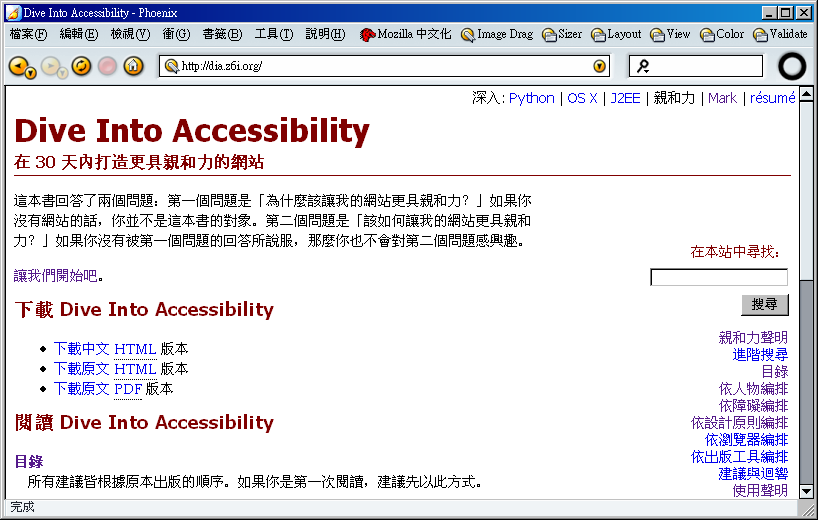 Dive Into Accessibility - Phoenix
檔案(F) 編輯(E) 檢視(V) 衝(G) 書籤(B) 工具(T) 說明(H) Mozilla 中文化 Image Drag Sizer Layout View Color Validate
http://dia.z6i.org/
深入: Python | OS X | J2EE | 親和力 | Mark | résumé
Dive Into Accessibility
在 30 天內打造更具親和力的網站
這本書回答了兩個問題：第一個問題是「為什麼該讓我的網站更具親和力？」如果你
沒有網站的話，你並不是這本書的對象。第二個問題是「該如何讓我的網站更具親和
力？」如果你沒有被第一個問題的回答所說服，那麼你也不會對第二個問題感興趣。
讓我們開始吧。
下載 Dive Into Accessibility
下載中文 HTML 版本
下載原文 HTML 版本
下載原文 PDF 版本
閱讀 Dive Into Accessibility
目錄
所有建議皆根據原本出版的順序。如果你是第一次閱讀，建議先以此方式。
在本站中尋找：
搜尋
親和力聲明
進階搜尋
目錄
依人物編排
依障礙編排
依設計原則編排
依瀏覽器編排
依出版工具編排
建議與迴響
使用聲明
完成